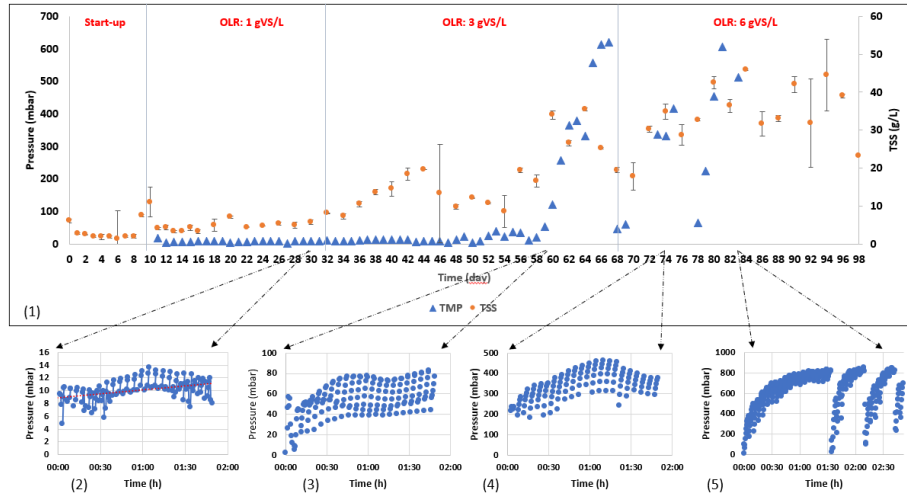 Start-up OLR: 1 gVS/L OLR: 3 gVS/L OLR: 6 gVS/L
700 600 500 400 300 200 100 0
Pressure (mbar)
60 50 40 30 20 10 0
TSS (g/L)
0 2 4 6 8 10 12 14 16 18 20 22 24 26 28 30 32 34 36 38 40 42 44 46 48 50 52 54 56 58 60 62 64 66 68 70 72 74 76 78 80 82 84 86 88 90 92 94 96 98
Time (day)
(1)
TMP TSS
16 14 12 10 8 6 4 2 0
Pressure (mbar)
00:00 00:30 01:00 01:30 02:00
(2) Time (h)
100 80 60 40 20 0
Pressure (mbar)
00:00 00:30 01:00 01:30 02:00
(3) Time (h)
500 400 300 200 100
Pressure (mbar)
00:00 00:30 01:00 01:30 02:00
(4) Time (h)
1000 800 600 400 200 0
Pressure (mbar)
00:00 00:30 01:00 01:30 02:00 02:30
(5) Time (h)